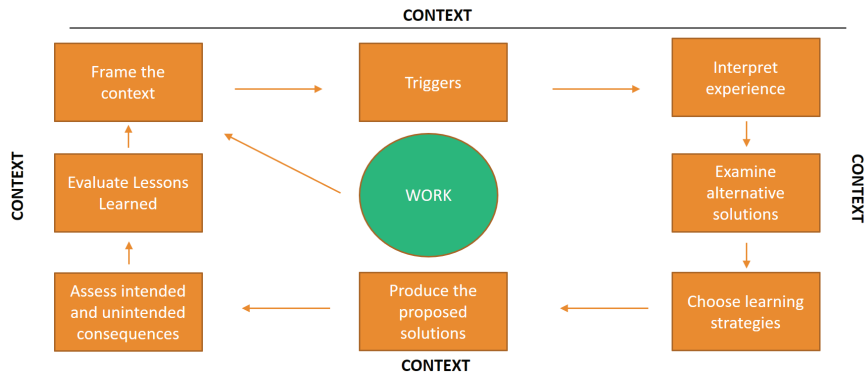 CONTEXT
Frame the
context
Triggers
Interpret
experience
CONTEXT
Evaluate Lessons
Learned
WORK
Examine
alternative
solutions
CONTEXT
Assess intended
and unintended
consequences
Produce the
proposed
solutions
Choose learning
strategies
CONTEXT